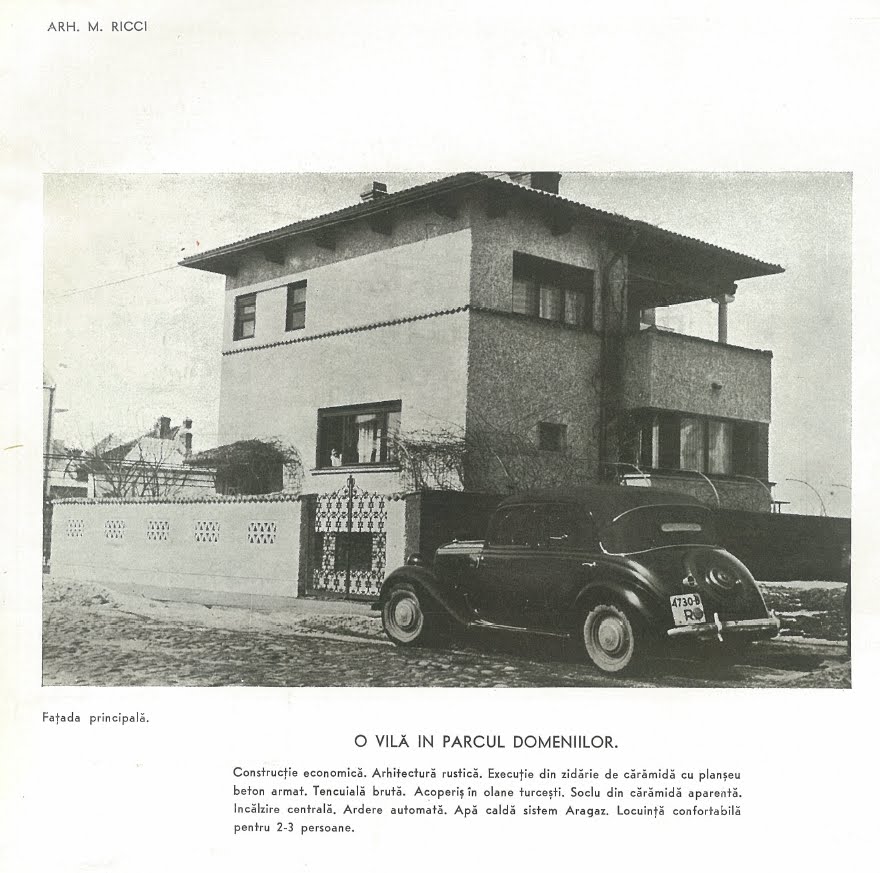 ARH. M. RICCI
4730-B
R
Fațada principală.
O VILĂ IN PARCUL DOMENIILOR.
Construcție economică. Arhitectură rustică. Execuție din zidărie de cărămidă cu planșeu
beton armat. Tencuială brută. Acoperiș în olane turcești. Soclu din cărămidă aparentă.
Incălzire centrală. Ardere automată. Apă caldă sistem Aragaz. Locuință confortabilă
pentru 2-3 persoane.